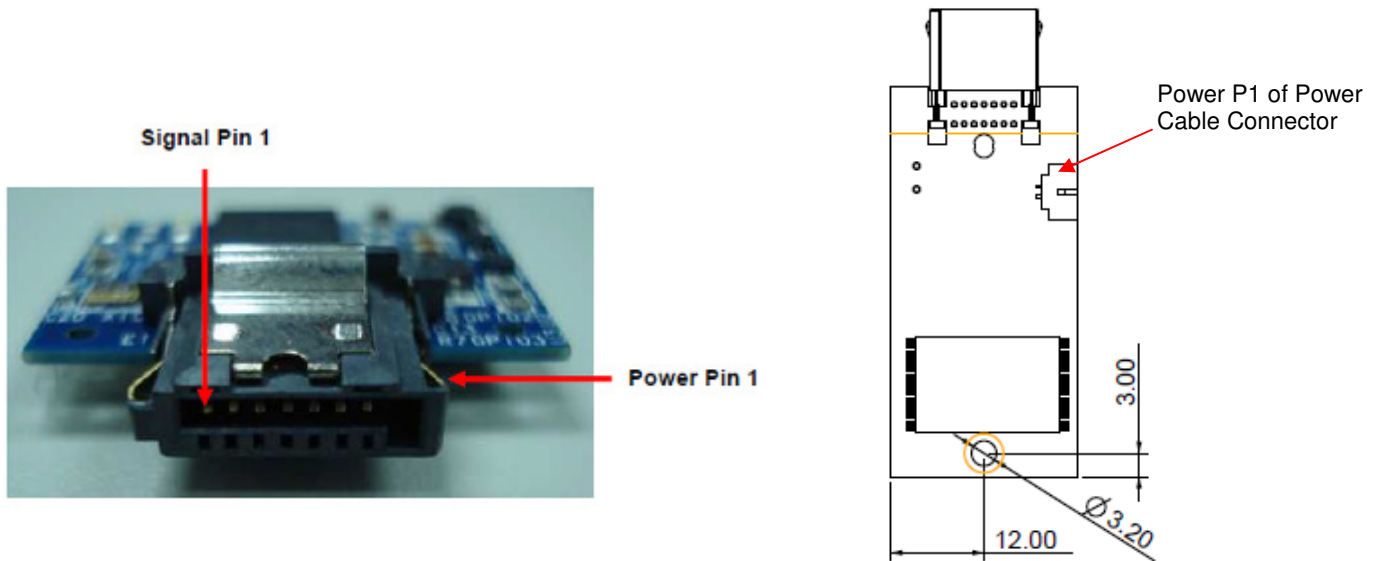 Signal Pin 1
Power Pin 1
Power P1 of Power
Cable Connector
3.00
Ø3.20
12.00